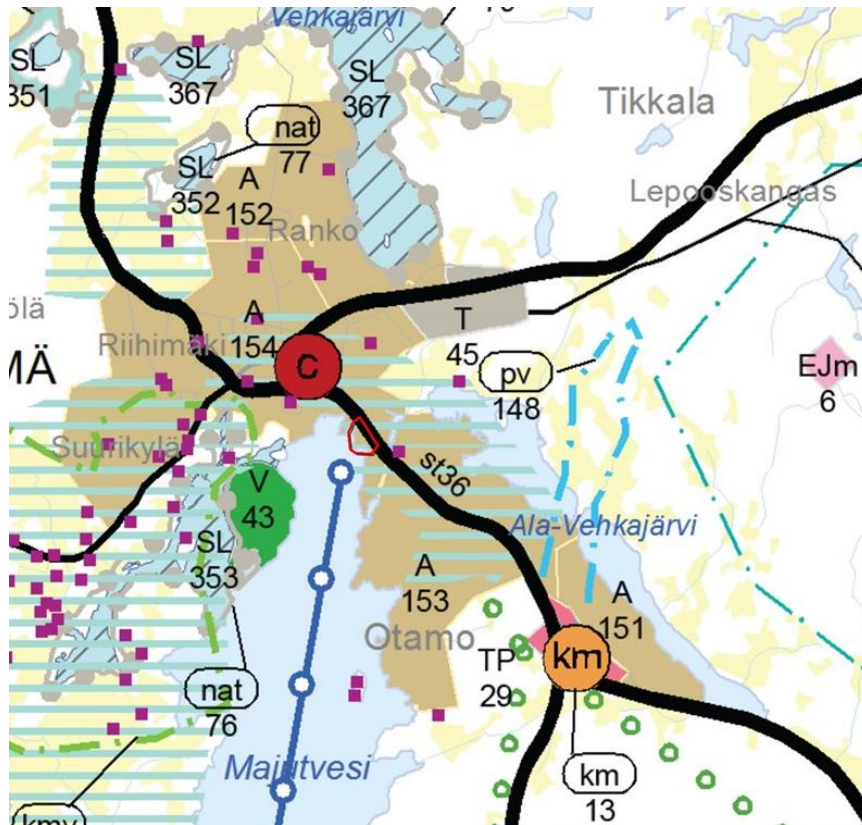 Vehkajärvi
SL
351
SL
367
SL
367
nat
77
SL
352
A
152
Tikkala
Lepooskangas
Ranko
A
154
Riihimäki
MÄ
C
T
45
pv
148
EJm
6
Suurikylä
st36
V
43
Ala-Vehkajärvi
SL
353
A
153
A
151
Otamo
TP
29
km
nat
76
Majutvesi
km
13